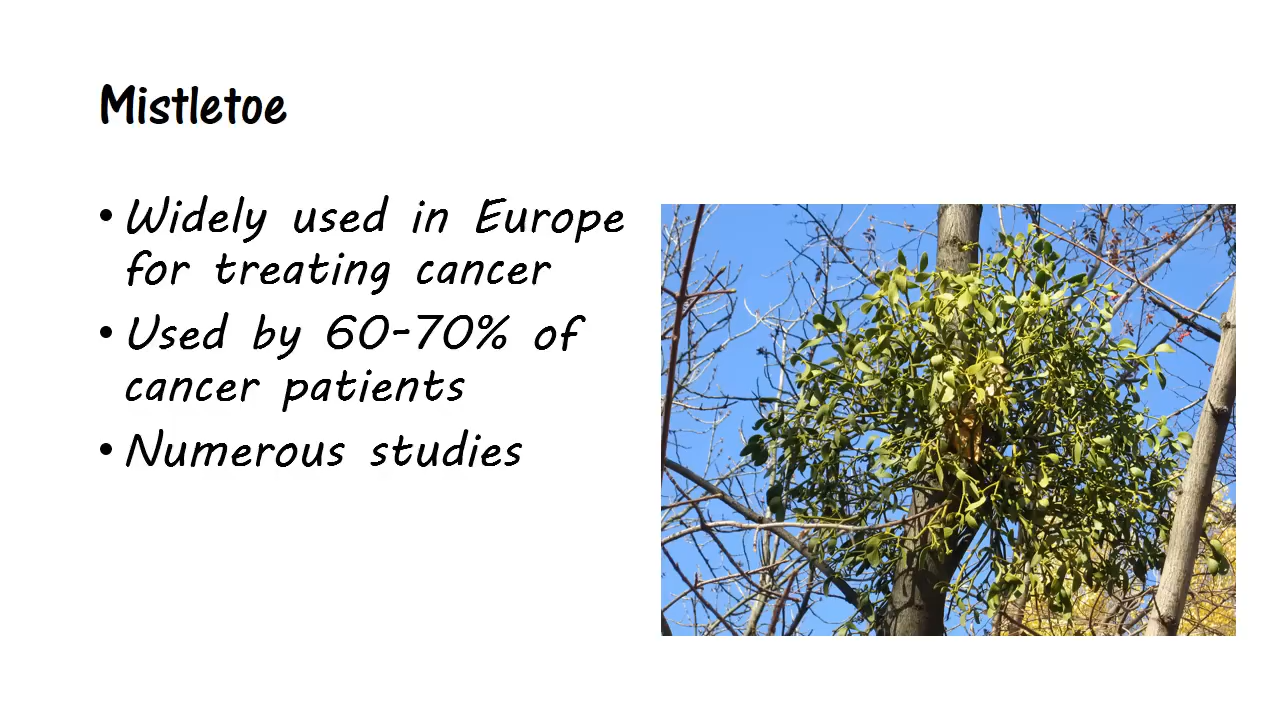 Mistletoe
• Widely used in Europe
for treating cancer
• Used by 60-70% of
cancer patients
• Numerous studies